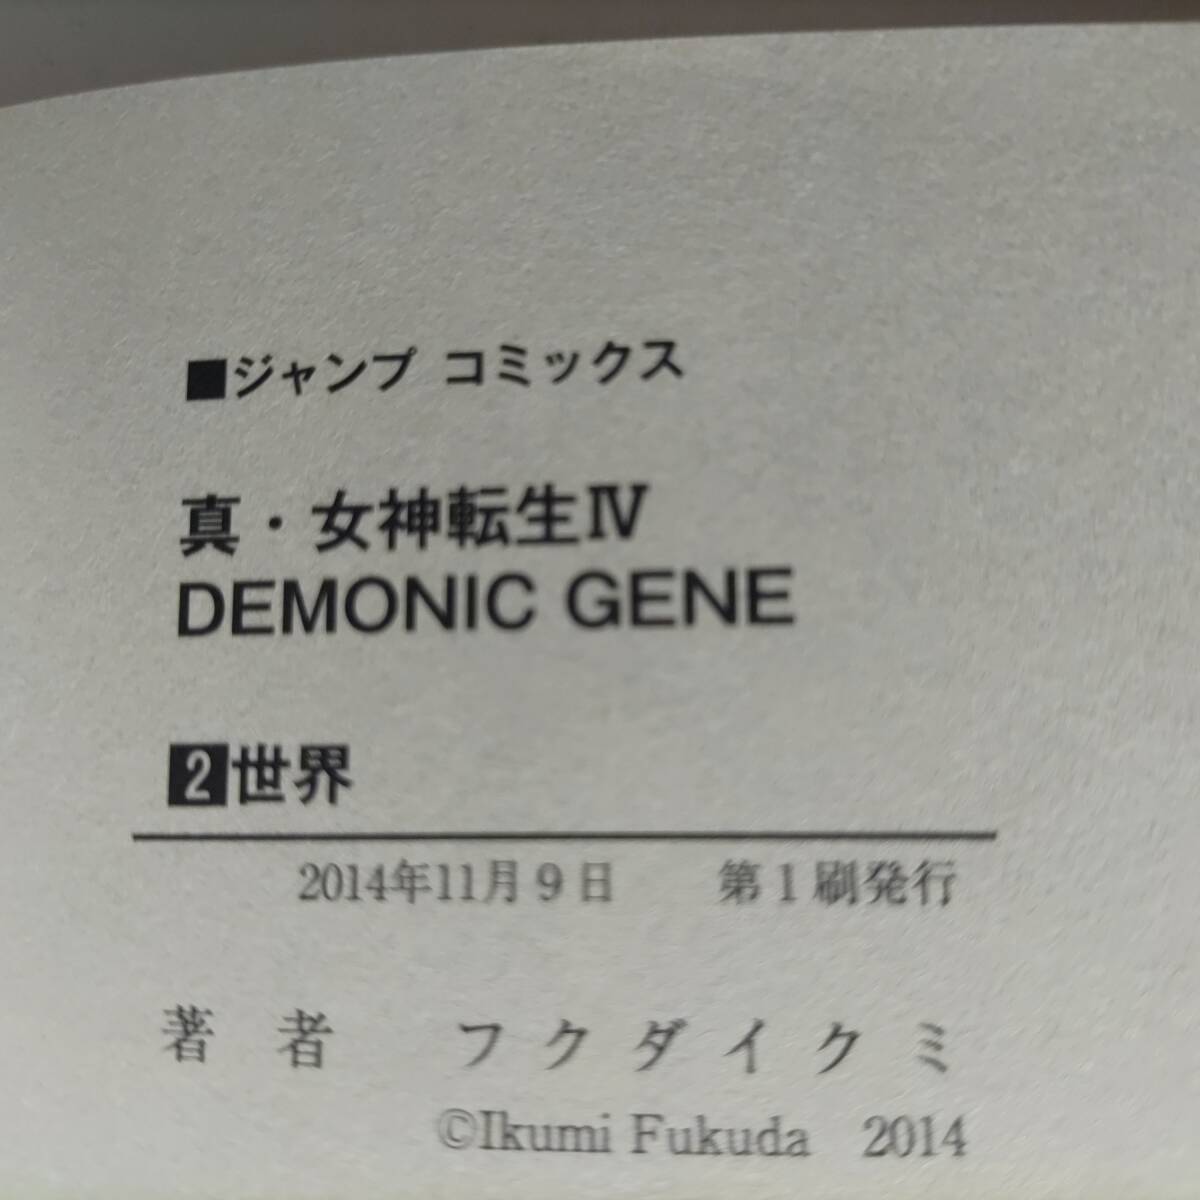 ■ジャンプ コミックス
真・女神転生Ⅳ
DEMONIC GENE
2世界
2014年11月9日　第1刷発行
著　者　フクダイクミ
©Ikumi Fukuda 2014